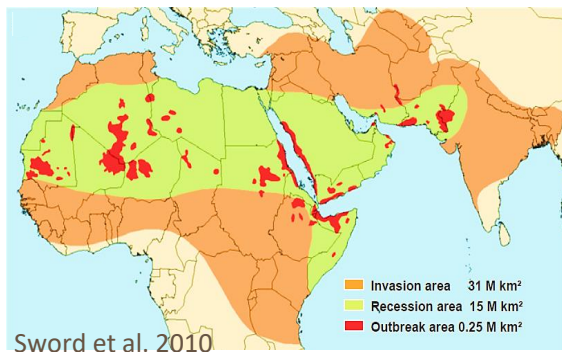 Invasion area 31 M km²
Recession area 15 M km²
Outbreak area 0.25 M km²
Sword et al. 2010